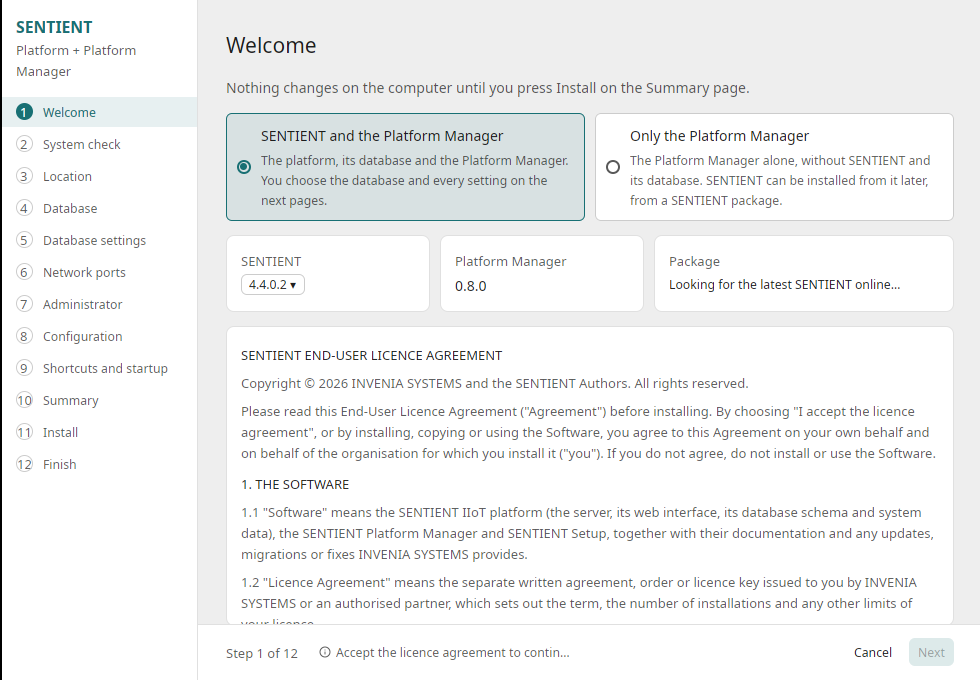 SENTIENT
Platform + Platform
Manager
1 Welcome
2 System check
3 Location
4 Database
5 Database settings
6 Network ports
7 Administrator
8 Configuration
9 Shortcuts and startup
10 Summary
11 Install
12 Finish
Welcome
Nothing changes on the computer until you press Install on the Summary page.
SENTIENT and the Platform Manager
The platform, its database and the Platform Manager.
You choose the database and every setting on the
next pages.
Only the Platform Manager
The Platform Manager alone, without SENTIENT and
its database. SENTIENT can be installed from it later,
from a SENTIENT package.
SENTIENT
4.4.0.2 ▾
Platform Manager
0.8.0
Package
Looking for the latest SENTIENT online...
SENTIENT END-USER LICENCE AGREEMENT
Copyright © 2026 INVENIA SYSTEMS and the SENTIENT Authors. All rights reserved.
Please read this End-User Licence Agreement ("Agreement") before installing. By choosing "I accept the licence
agreement", or by installing, copying or using the Software, you agree to this Agreement on your own behalf and
on behalf of the organisation for which you install it ("you"). If you do not agree, do not install or use the Software.
1. THE SOFTWARE
1.1 "Software" means the SENTIENT IIoT platform (the server, its web interface, its database schema and system
data), the SENTIENT Platform Manager and SENTIENT Setup, together with their documentation and any updates,
migrations or fixes INVENIA SYSTEMS provides.
1.2 "Licence Agreement" means the separate written agreement, order or licence key issued to you by INVENIA
SYSTEMS or an authorised partner, which sets out the term, the number of installations and any other limits of
your licence.
Step 1 of 12
Accept the licence agreement to contin...
Cancel
Next